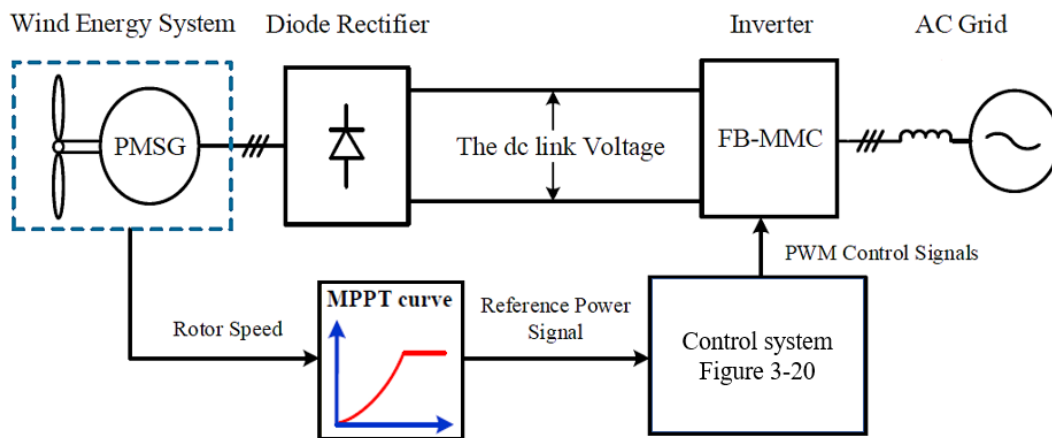 Wind Energy System
Diode Rectifier
Inverter
AC Grid
PMSG
The dc link Voltage
FB-MMC
PWM Control Signals
MPPT curve
Rotor Speed
Reference Power
Signal
Control system
Figure 3-20